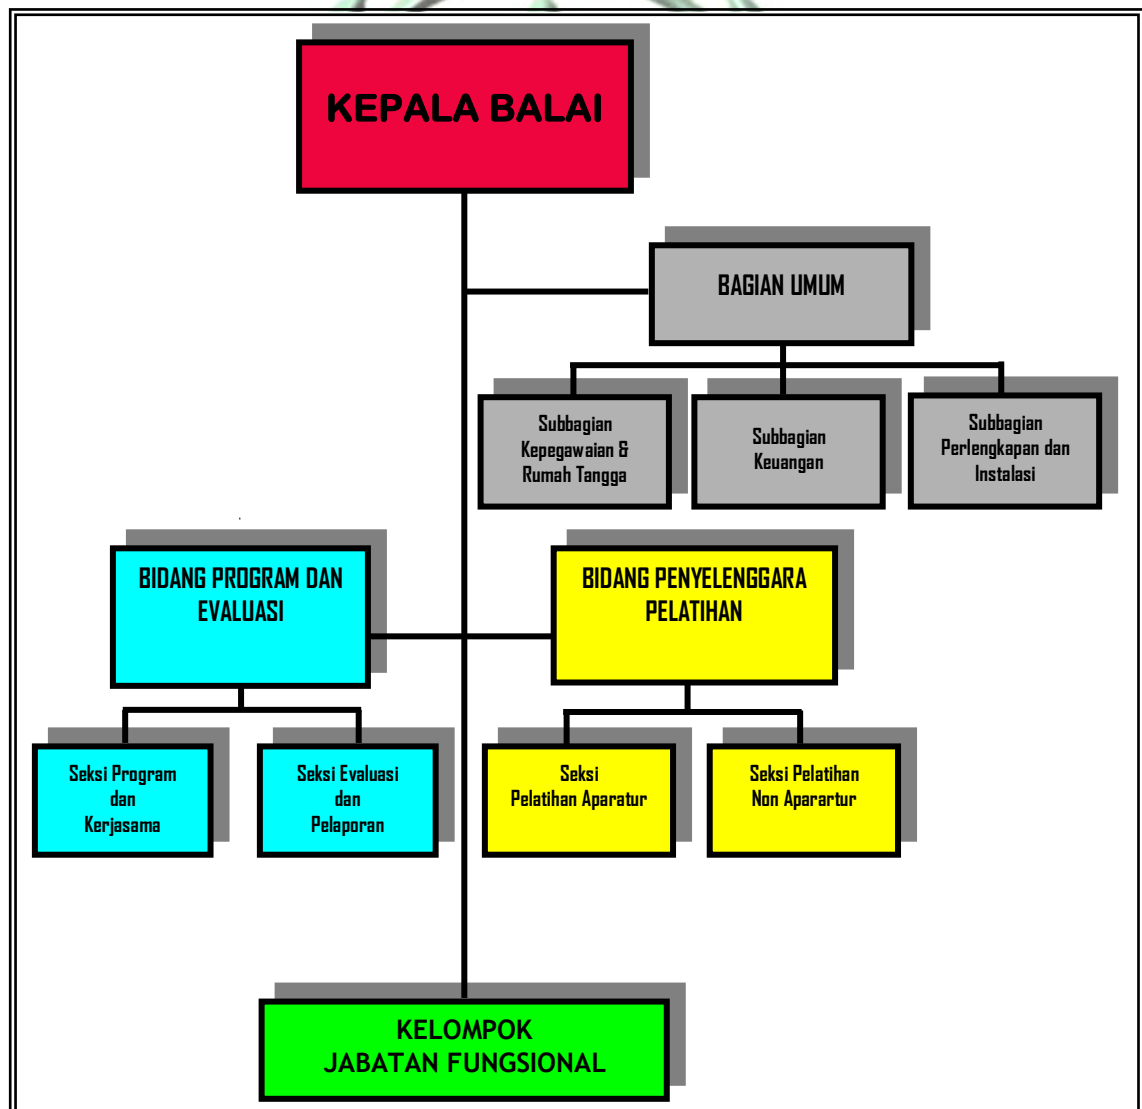 KEPALA BALAI
BAGIAN UMUM
Subbagian
Kepegawaian &
Rumah Tangga
Subbagian
Keuangan
Subbagian
Perlengkapan dan
Instalasi
BIDANG PROGRAM DAN
EVALUASI
BIDANG PENYELENGGARA
PELATIHAN
Seksi Program
dan
Kerjasama
Seksi Evaluasi
dan
Pelaporan
Seksi
Pelatihan Aparatur
Seksi Pelatihan
Non Aparartur
KELOMPOK
JABATAN FUNGSIONAL